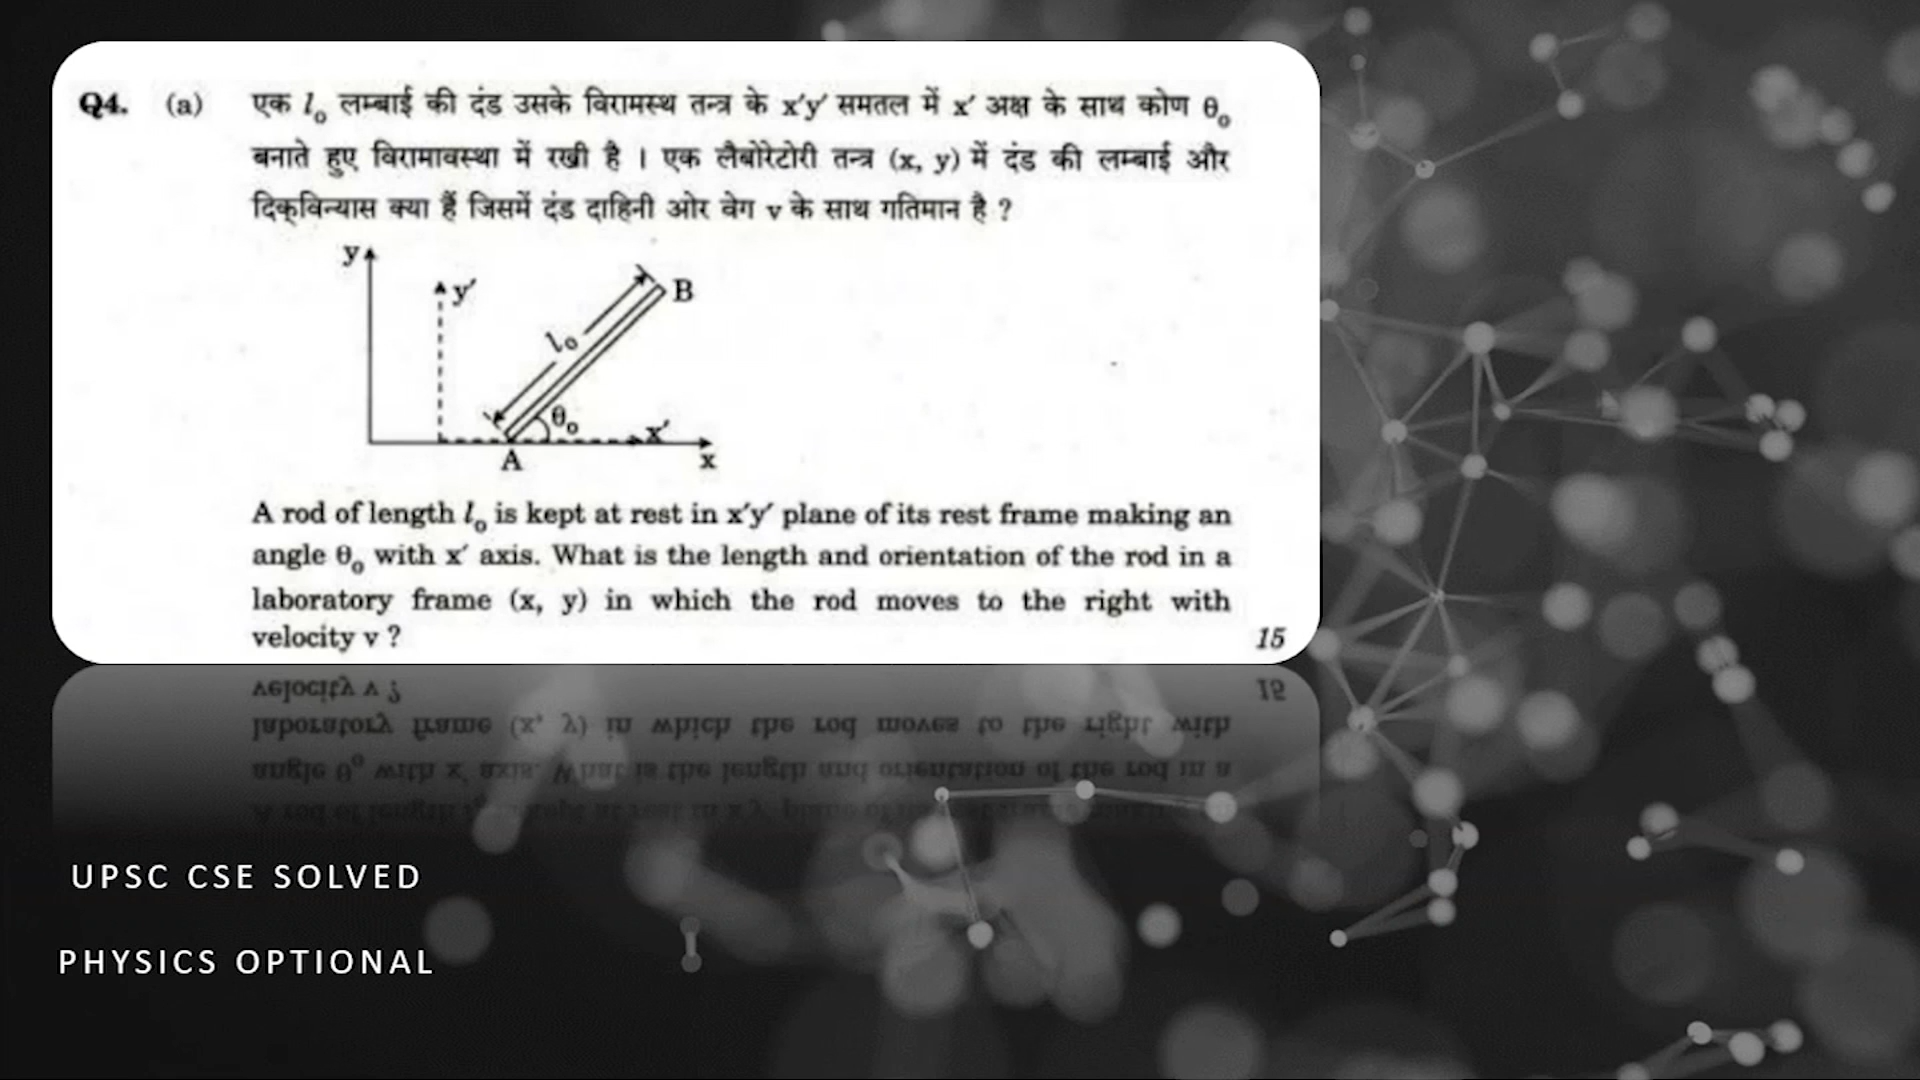 Q4. (a) एक l₀ लम्बाई की दंड उसके विरामस्थ तन्त्र के x′y′ समतल में x′ अक्ष के साथ कोण θ₀
बनाते हुए विरामावस्था में रखी है । एक लैबोरेटोरी तन्त्र (x, y) में दंड की लम्बाई और
दिक्‌विन्यास क्या हैं जिसमें दंड दाहिनी ओर वेग v के साथ गतिमान है ?
y
y′
B
l₀
θ₀
x′
A
x
A rod of length l₀ is kept at rest in x′y′ plane of its rest frame making an
angle θ₀ with x′ axis. What is the length and orientation of the rod in a
laboratory frame (x, y) in which the rod moves to the right with
velocity v ? 15
UPSC CSE SOLVED
PHYSICS OPTIONAL